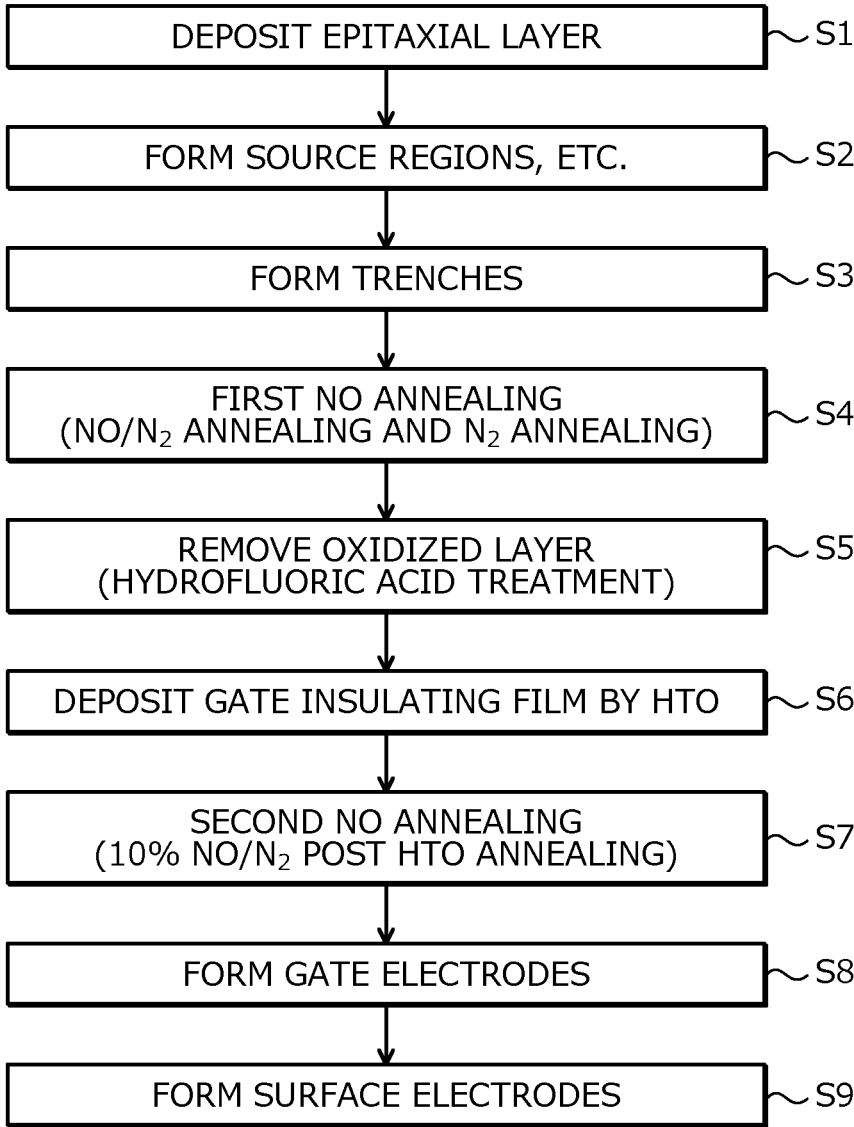 DEPOSIT EPITAXIAL LAYER S1
FORM SOURCE REGIONS, ETC. S2
FORM TRENCHES S3
FIRST NO ANNEALING S4
(NO/N₂ ANNEALING AND N₂ ANNEALING)
REMOVE OXIDIZED LAYER S5
(HYDROFLUORIC ACID TREATMENT)
DEPOSIT GATE INSULATING FILM BY HTO S6
SECOND NO ANNEALING S7
(10% NO/N₂ POST HTO ANNEALING)
FORM GATE ELECTRODES S8
FORM SURFACE ELECTRODES S9